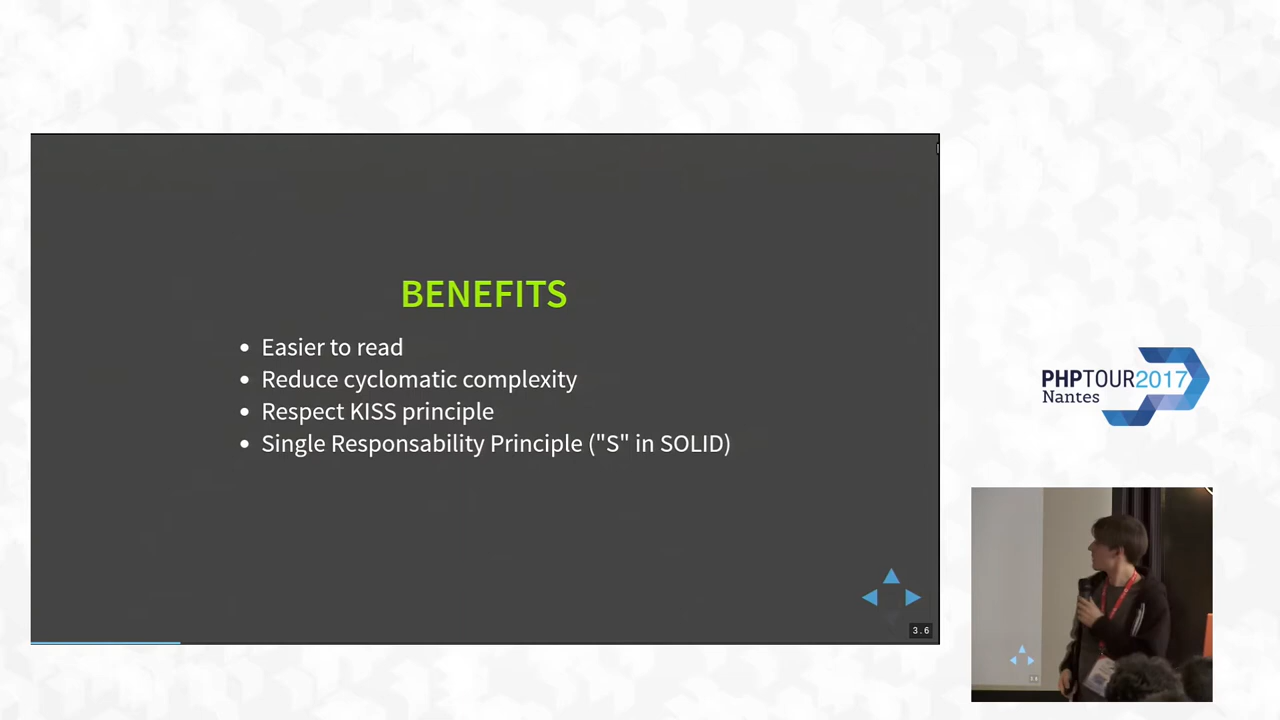 BENEFITS
Easier to read
Reduce cyclomatic complexity
Respect KISS principle
Single Responsability Principle ("S" in SOLID)
3.6
PHPTOUR2017
Nantes